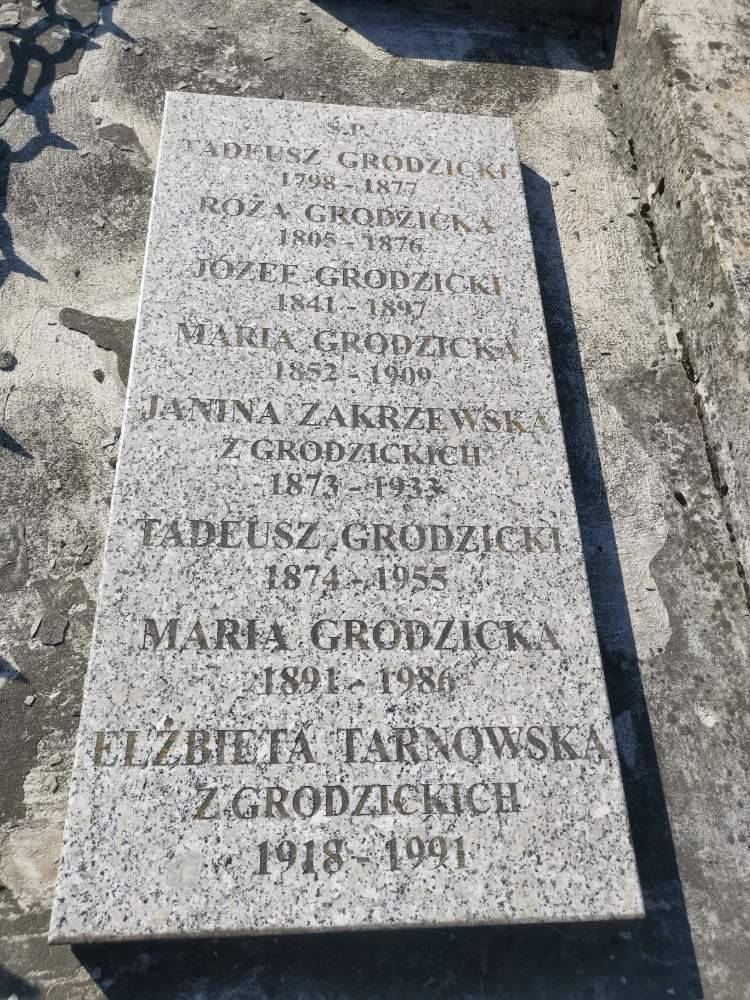 Ś.P.
TADEUSZ GRODZICKI
1798 - 1877
RÓŻA GRODZICKA
1805 - 1876
JÓZEF GRODZICKI
1841 - 1897
MARIA GRODZICKA
1852 - 1909
JANINA ZAKRZEWSKA
Z GRODZICKICH
1873 - 1933
TADEUSZ GRODZICKI
1874 - 1955
MARIA GRODZICKA
1891 - 1986
ELŻBIETA TARNOWSKA
Z GRODZICKICH
1918 - 1991